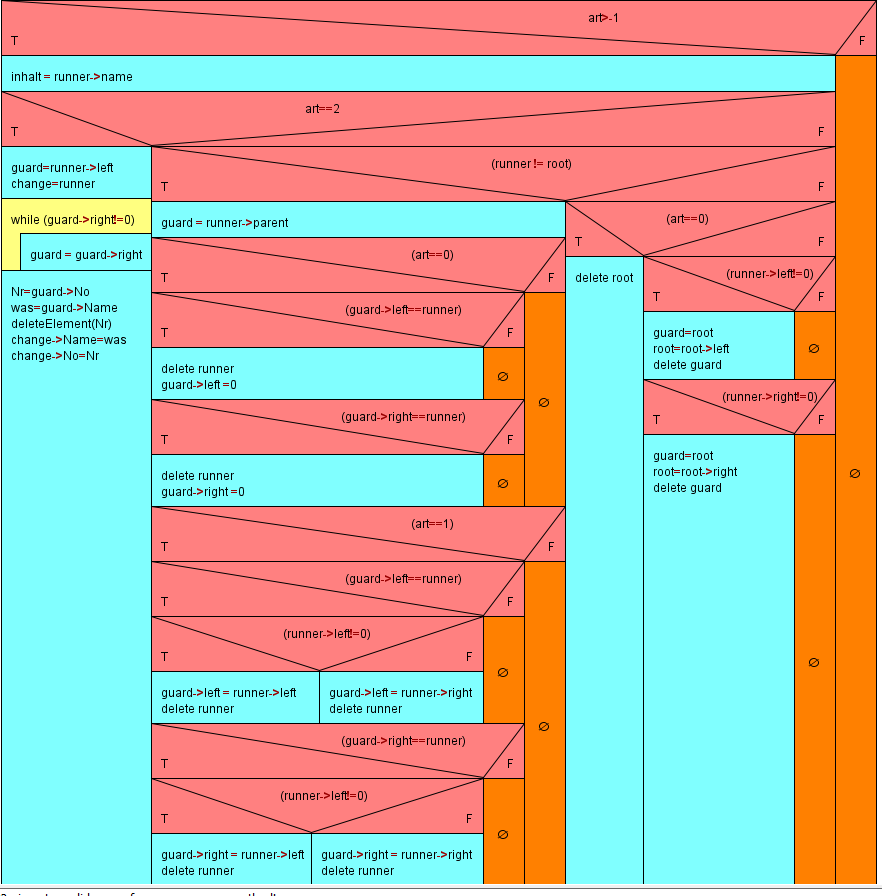 art>-1
T
F
inhalt = runner->name
art==2
T
F
guard=runner->left
change=runner
while (guard->right!=0)
guard = guard->right
Nr=guard->No
was=guard->Name
deleteElement(Nr)
change->Name=was
change->No=Nr
(runner != root)
T
F
guard = runner->parent
(art==0)
T
F
(guard->left==runner)
T
F
delete runner
guard->left =0
∅
(guard->right==runner)
T
F
delete runner
guard->right =0
∅
∅
(art==1)
T
F
(guard->left==runner)
T
F
(runner->left!=0)
T
F
guard->left = runner->left
delete runner
guard->left = runner->right
delete runner
∅
(guard->right==runner)
T
F
(runner->left!=0)
T
F
guard->right = runner->left
delete runner
guard->right = runner->right
delete runner
∅
∅
(art==0)
T
F
delete root
(runner->left!=0)
T
F
guard=root
root=root->left
delete guard
∅
(runner->right!=0)
T
F
guard=root
root=root->right
delete guard
∅
∅